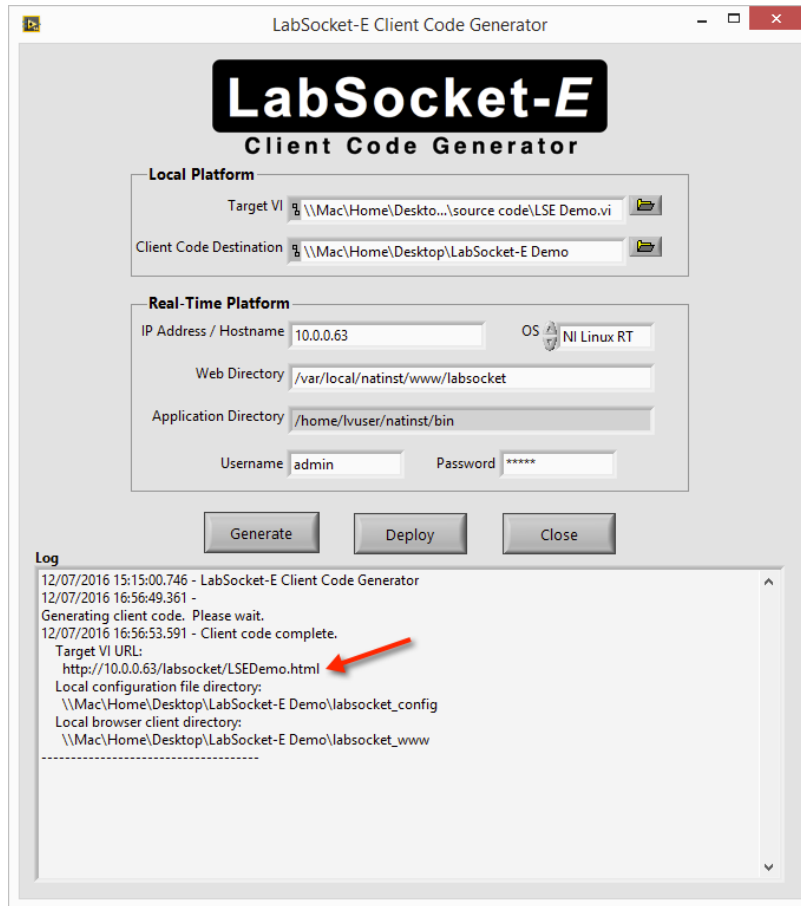 LabSocket-E Client Code Generator
LabSocket-E
Client Code Generator
Local Platform
Target VI \\Mac\Home\Deskto...\source code\LSE Demo.vi
Client Code Destination \\Mac\Home\Desktop\LabSocket-E Demo
Real-Time Platform
IP Address / Hostname 10.0.0.63 OS NI Linux RT
Web Directory /var/local/natinst/www/labsocket
Application Directory /home/lvuser/natinst/bin
Username admin Password *****
Generate Deploy Close
Log
12/07/2016 15:15:00.746 - LabSocket-E Client Code Generator
12/07/2016 16:56:49.361 -
Generating client code.  Please wait.
12/07/2016 16:56:53.591 - Client code complete.
Target VI URL:
http://10.0.0.63/labsocket/LSEDemo.html
Local configuration file directory:
\\Mac\Home\Desktop\LabSocket-E Demo\labsocket_config
Local browser client directory:
\\Mac\Home\Desktop\LabSocket-E Demo\labsocket_www
-------------------------------------